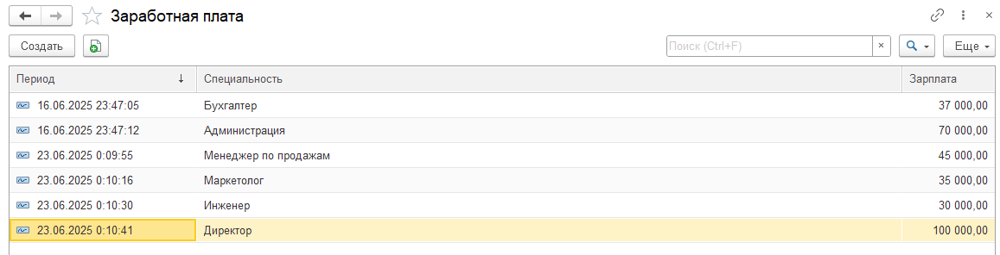 Заработная плата
Создать Поиск (Ctrl+F) × Еще
Период ↓ Специальность Зарплата
16.06.2025 23:47:05 Бухгалтер 37 000,00
16.06.2025 23:47:12 Администрация 70 000,00
23.06.2025 0:09:55 Менеджер по продажам 45 000,00
23.06.2025 0:10:16 Маркетолог 35 000,00
23.06.2025 0:10:30 Инженер 30 000,00
23.06.2025 0:10:41 Директор 100 000,00